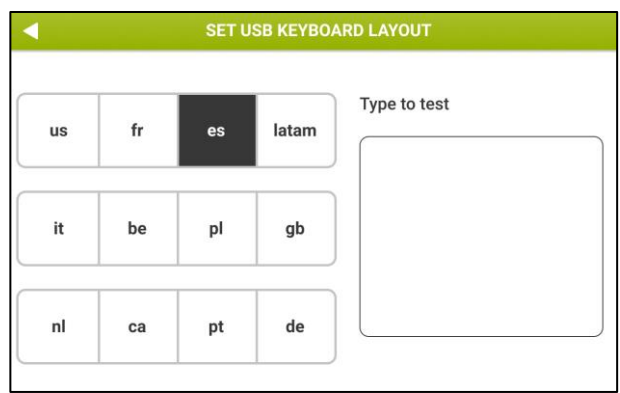 SET USB KEYBOARD LAYOUT
Type to test
us fr es latam
it be pl gb
nl ca pt de